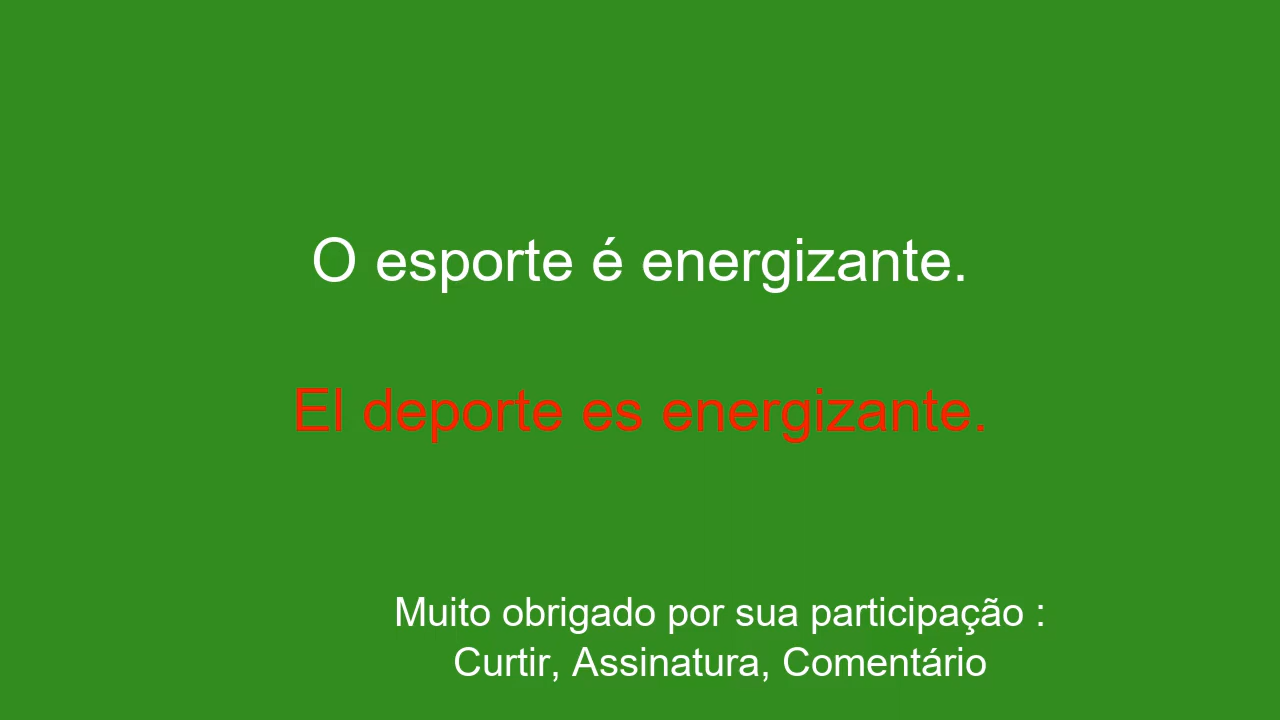 O esporte é energizante.
El deporte es energizante.
Muito obrigado por sua participação :
Curtir, Assinatura, Comentário